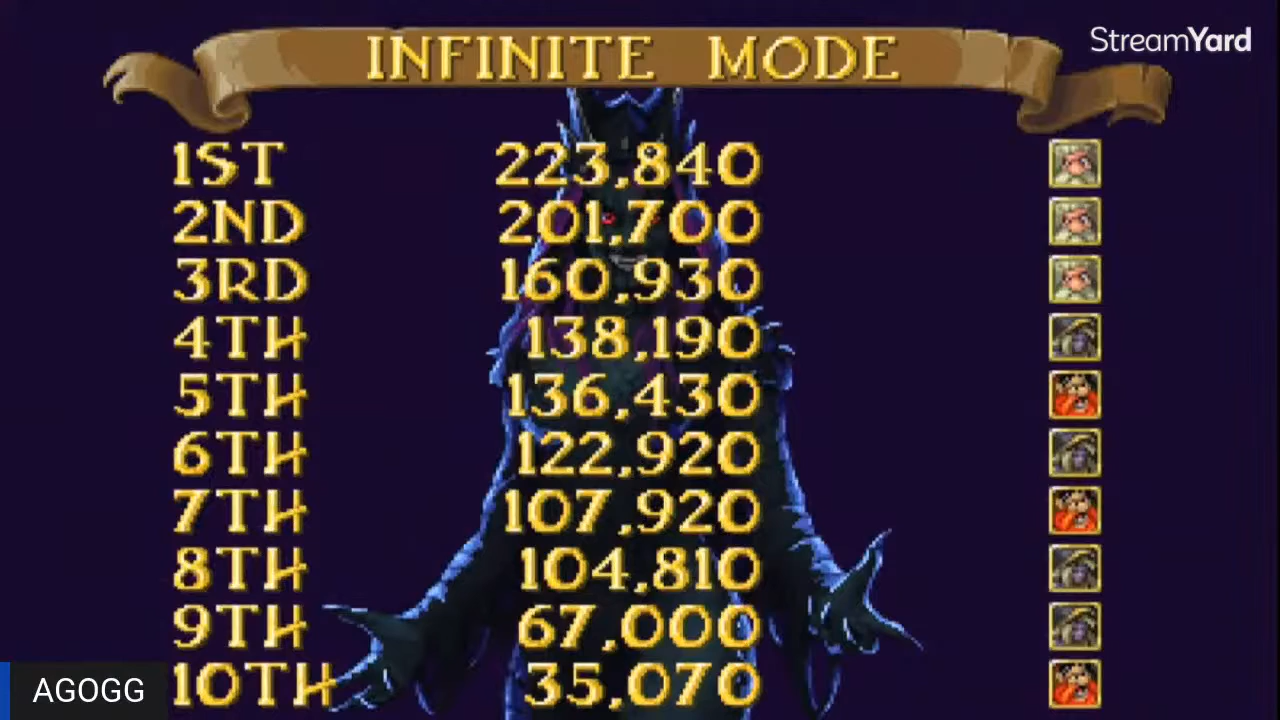 INFINITE MODE
StreamYard
1ST 223,840
2ND 201,700
3RD 160,930
4TH 138,190
5TH 136,430
6TH 122,920
7TH 107,920
8TH 104,810
9TH 67,000
10TH 35,070
AGOGG